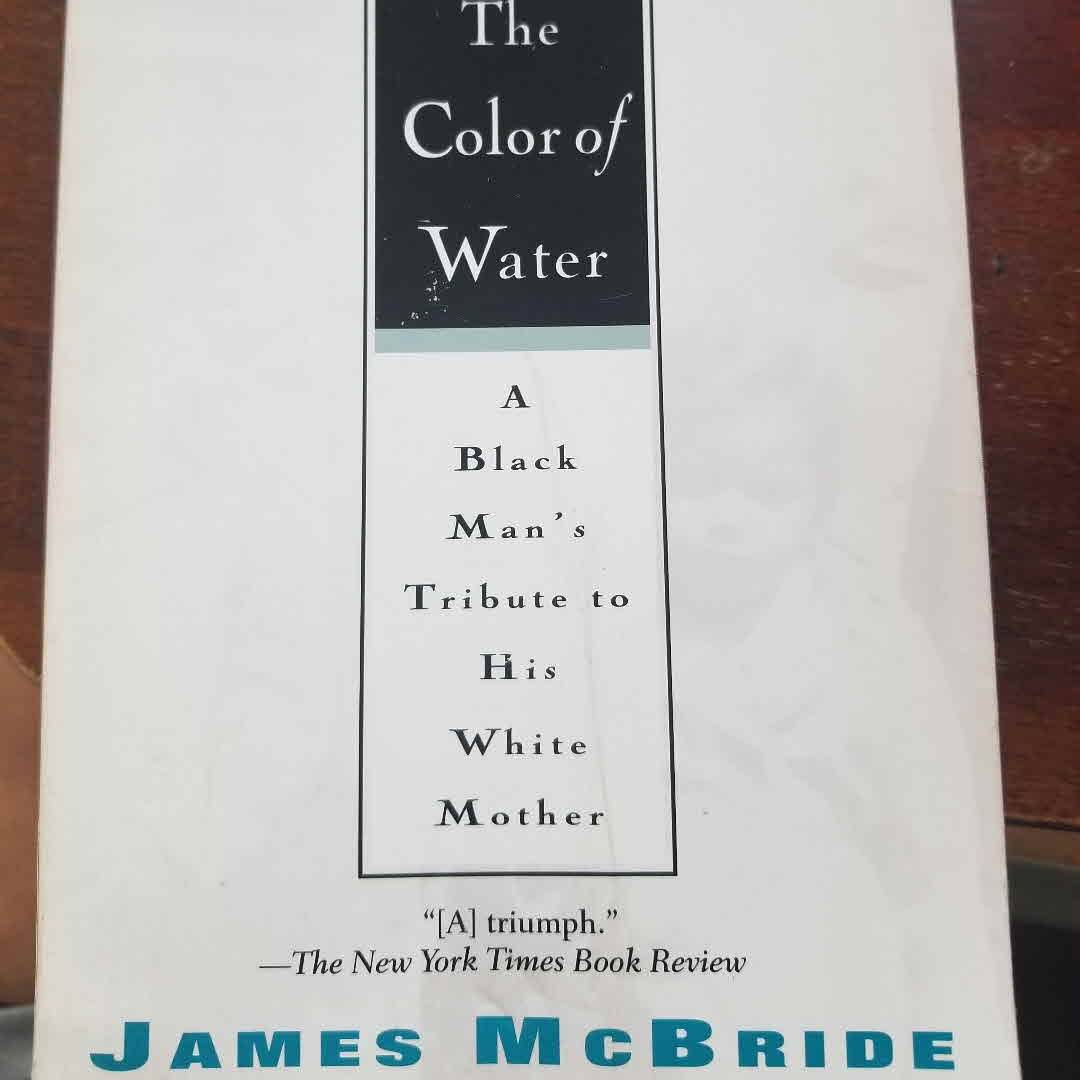 The
Color of
Water
A
Black
Man's
Tribute to
His
White
Mother
“[A] triumph.”
—The New York Times Book Review
JAMES MCBRIDE